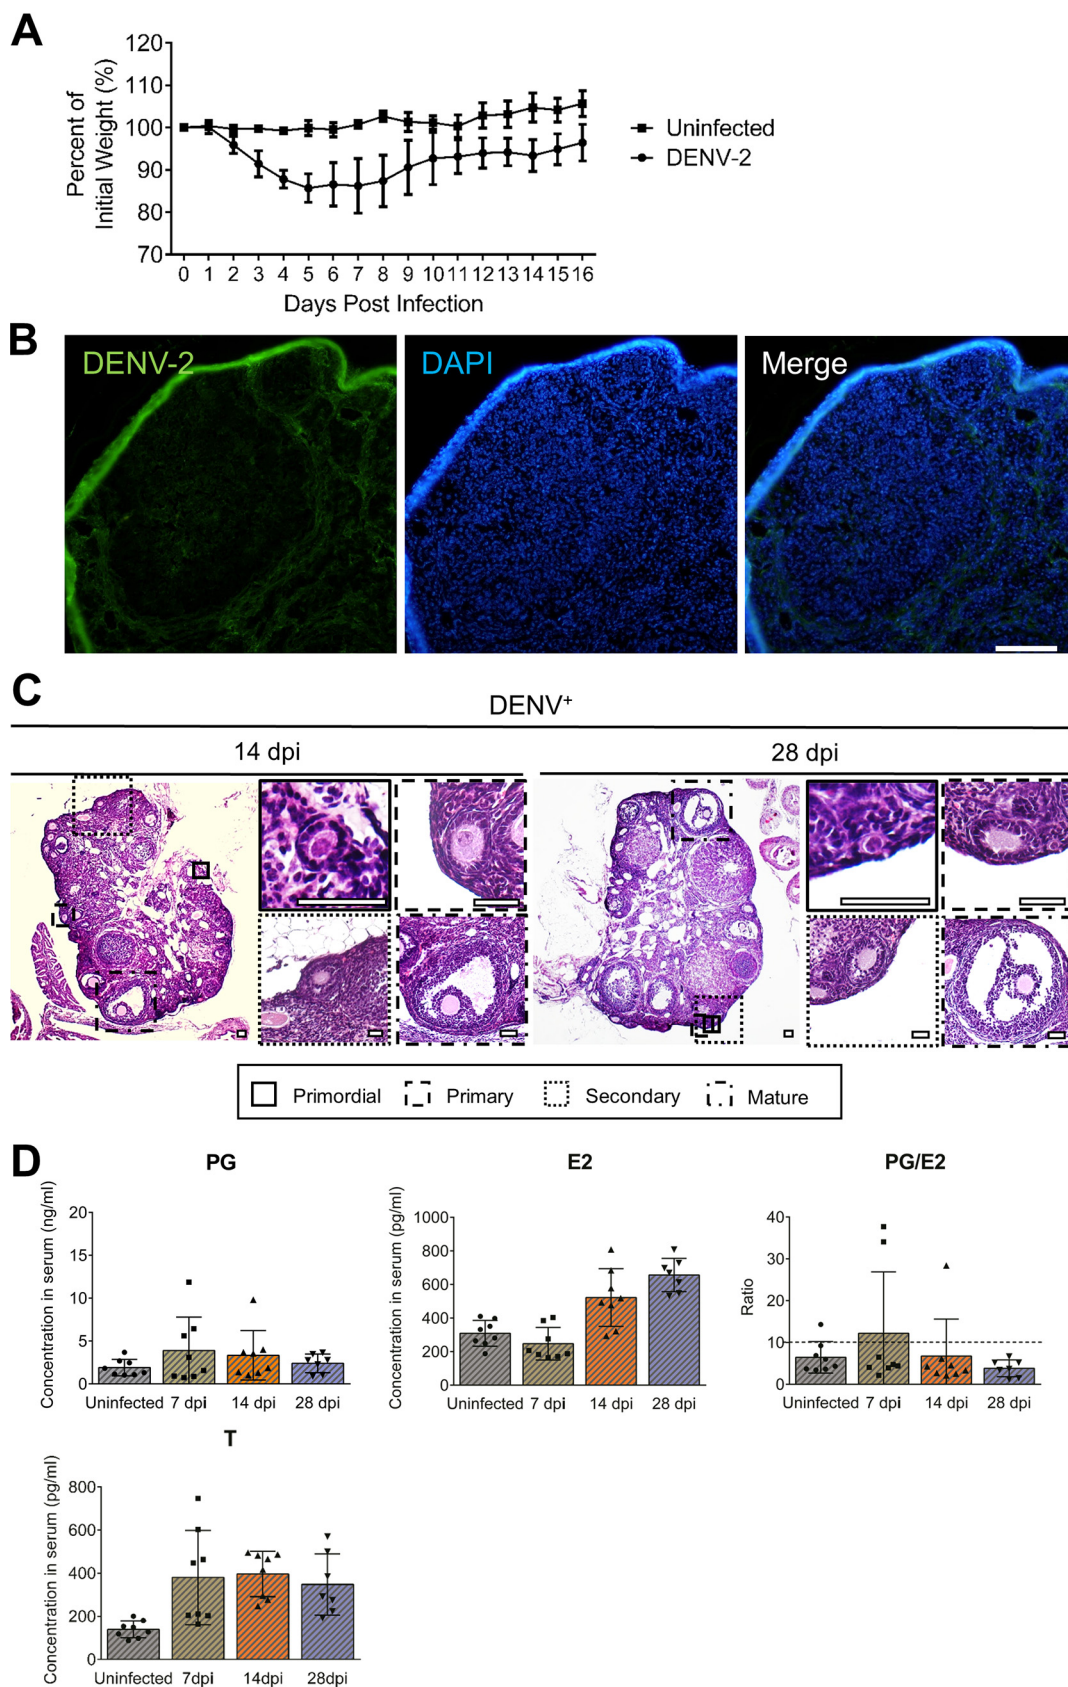 A
120
110
100
90
80
70
Percent of
Initial Weight (%)
Uninfected
DENV-2
0 1 2 3 4 5 6 7 8 9 10 11 12 13 14 15 16
Days Post Infection
B
DENV-2
DAPI
Merge
C
DENV+
14 dpi
28 dpi
Primordial
Primary
Secondary
Mature
D
PG
Concentration in serum (ng/ml)
20
15
10
5
0
Uninfected 7 dpi 14 dpi 28 dpi
E2
Concentration in serum (pg/ml)
1000
800
600
400
200
0
Uninfected 7 dpi 14 dpi 28 dpi
PG/E2
Ratio
40
30
20
10
0
Uninfected 7 dpi 14 dpi 28 dpi
T
Concentration in serum (pg/ml)
800
600
400
200
0
Uninfected 7dpi 14dpi 28dpi